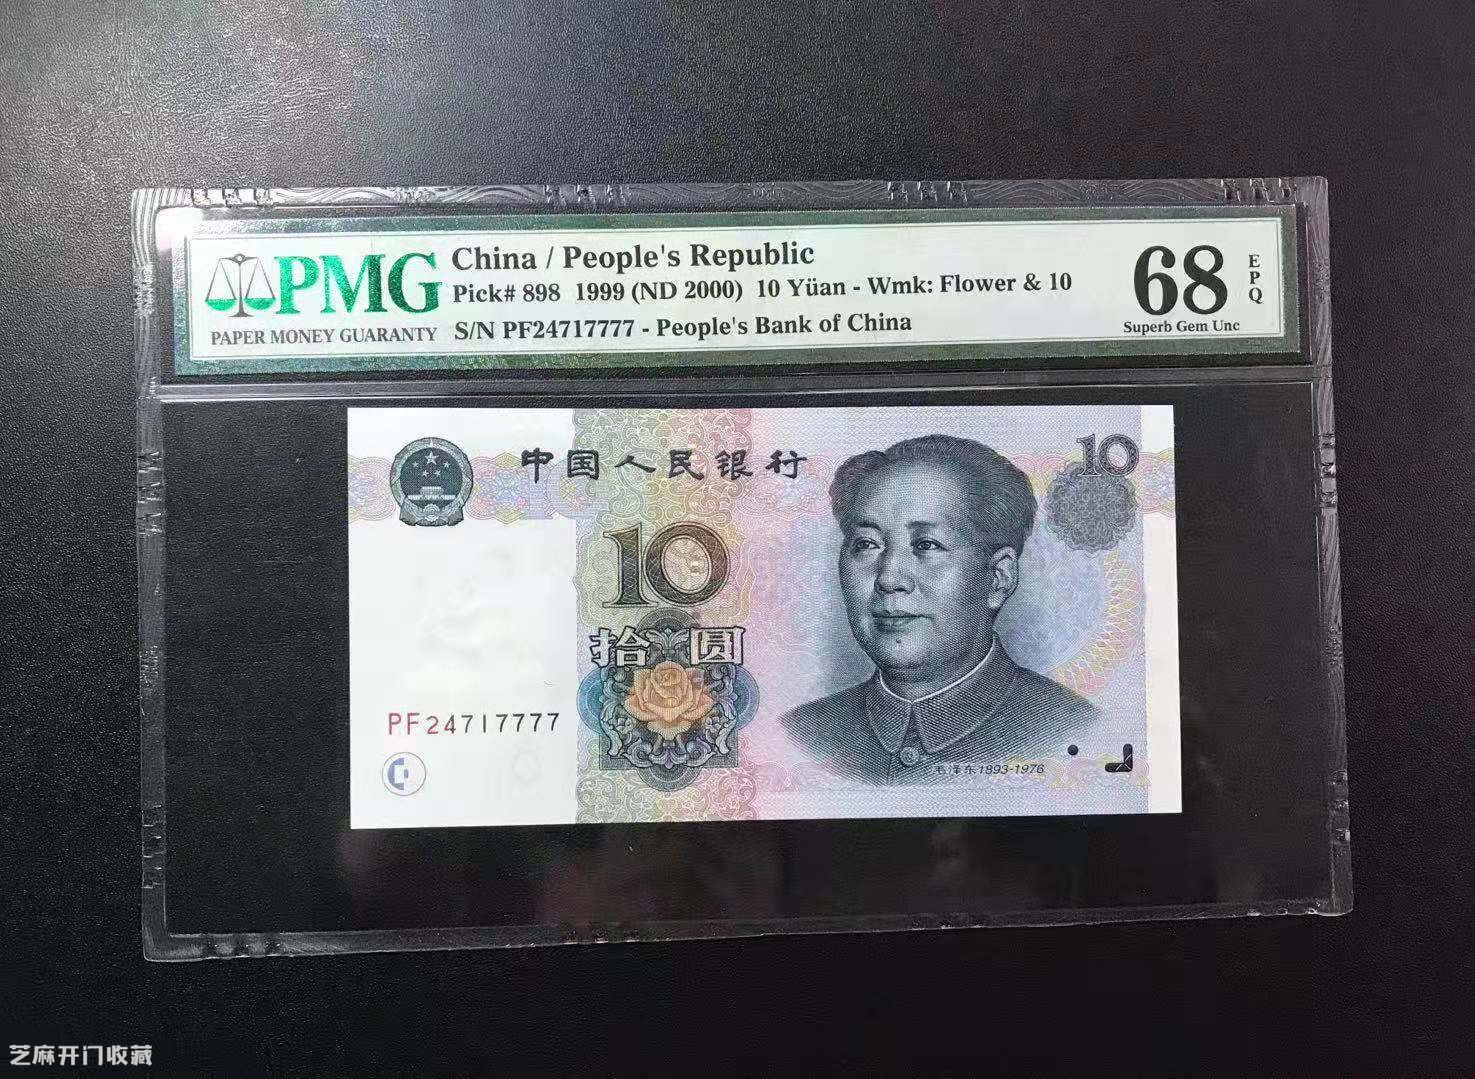 PMG
PAPER MONEY GUARANTY
China / People's Republic
Pick# 898 1999 (ND 2000) 10 Yüan - Wmk: Flower & 10
S/N PF24717777 - People's Bank of China
68
EPQ
Superb Gem Unc
中国人民银行
10
10
拾圆
PF24717777
毛泽东1893-1976
芝麻开门收藏